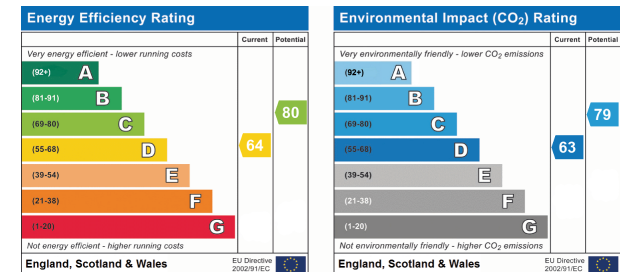 Energy Efficiency Rating
Current Potential
Very energy efficient - lower running costs
(92+) A
(81-91) B
(69-80) C
(55-68) D
(39-54) E
(21-38) F
(1-20) G
64
80
Not energy efficient - higher running costs
England, Scotland & Wales
EU Directive
2002/91/EC
Environmental Impact (CO₂) Rating
Current Potential
Very environmentally friendly - lower CO₂ emissions
(92+) A
(81-91) B
(69-80) C
(55-68) D
(39-54) E
(21-38) F
(1-20) G
63
79
Not environmentally friendly - higher CO₂ emissions
England, Scotland & Wales
EU Directive
2002/91/EC